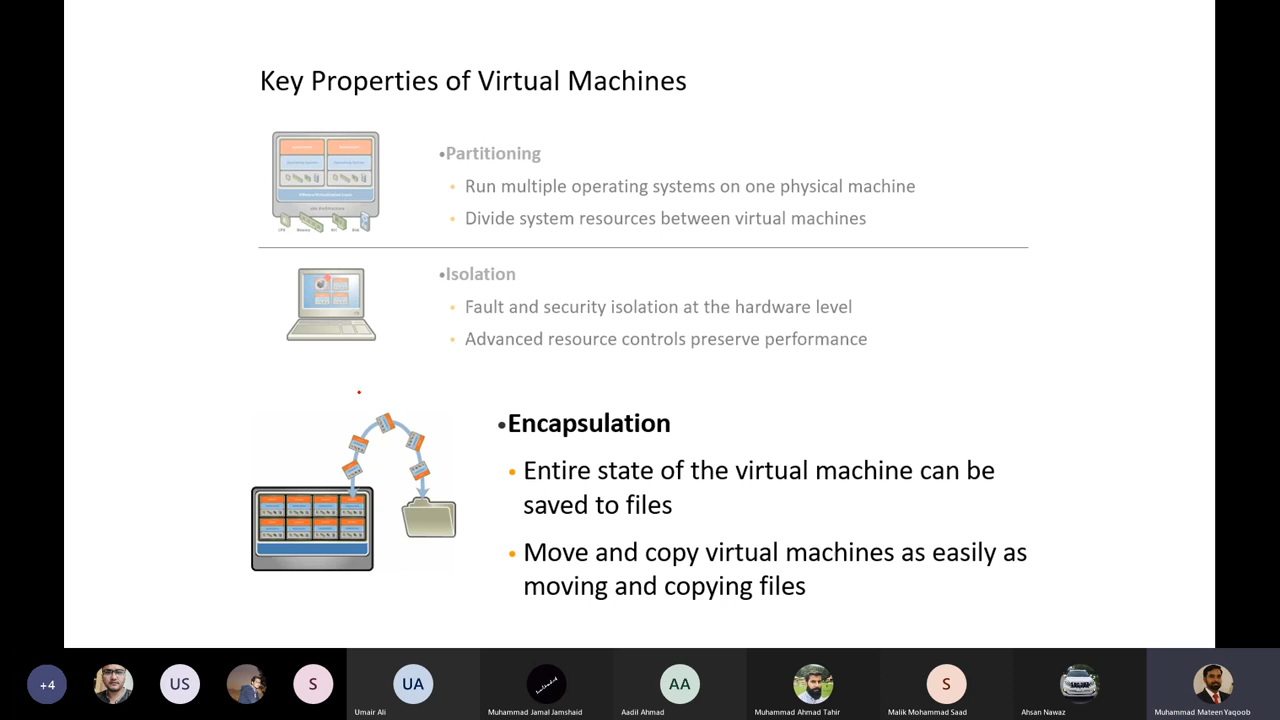 Key Properties of Virtual Machines
•Partitioning
• Run multiple operating systems on one physical machine
• Divide system resources between virtual machines
•Isolation
• Fault and security isolation at the hardware level
• Advanced resource controls preserve performance
•Encapsulation
• Entire state of the virtual machine can be
saved to files
• Move and copy virtual machines as easily as
moving and copying files
+4
US
S
UA
AA
S
Umair Ali
Muhammad Jamal Jamshaid
Aadil Ahmad
Muhammad Ahmad Tahir
Malik Mohammad Saad
Ahsan Nawaz
Muhammad Mateen Yaqoob